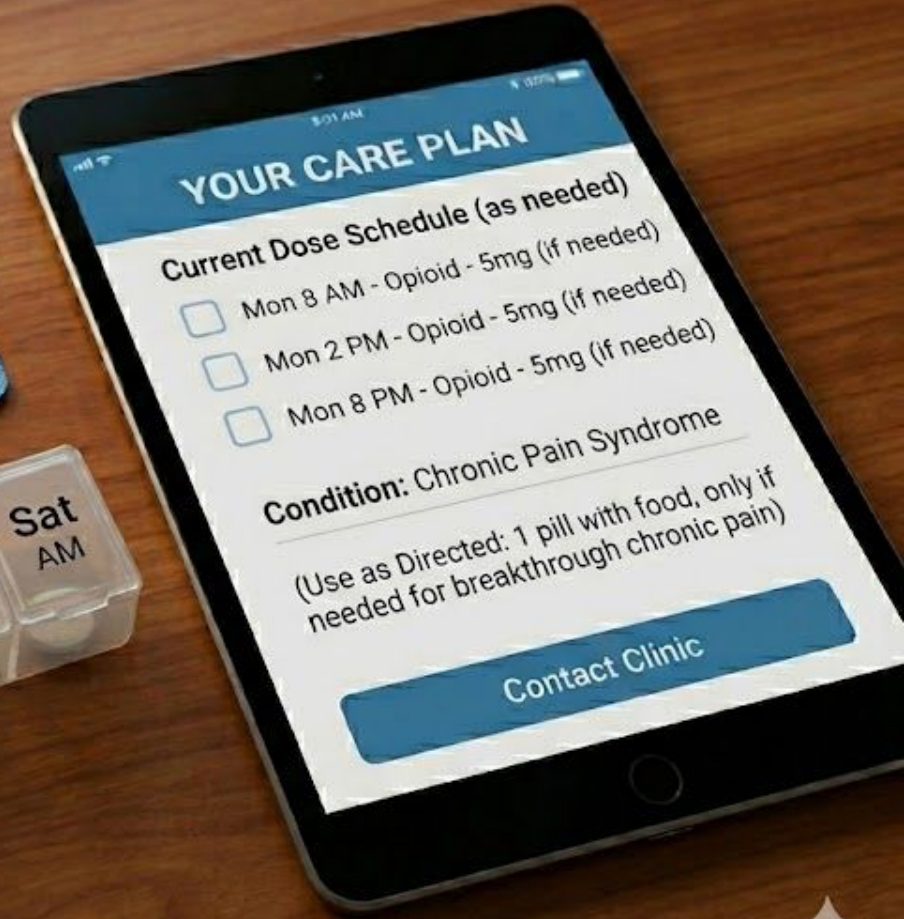 YOUR CARE PLAN
Current Dose Schedule (as needed)
Mon 8 AM - Opioid - 5mg (if needed)
Mon 2 PM - Opioid - 5mg (if needed)
Mon 8 PM - Opioid - 5mg (if needed)
Condition: Chronic Pain Syndrome
(Use as Directed: 1 pill with food, only if
needed for breakthrough chronic pain)
Contact Clinic
Sat
AM